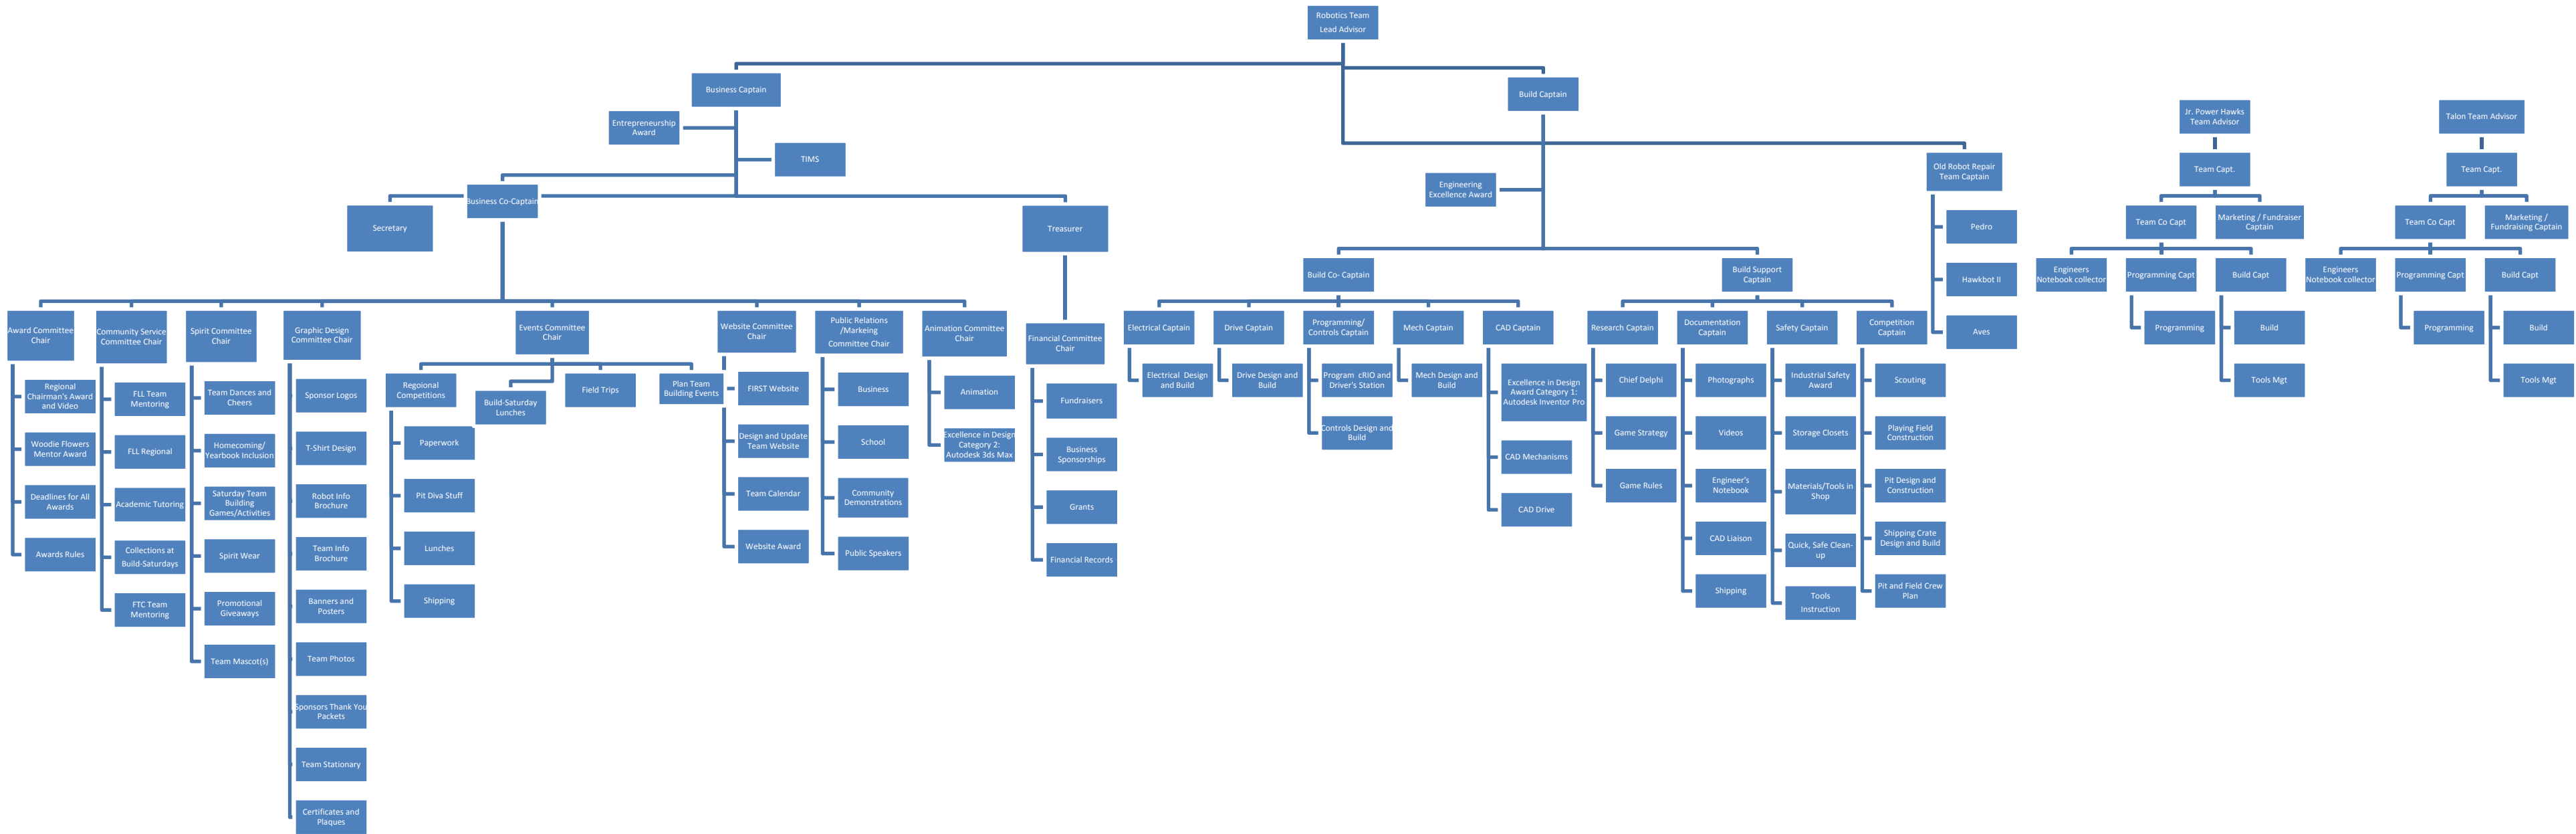 Robotics Team
Lead Advisor
Business Captain
Build Captain
Jr. Power Hawks
Team Advisor
Talon Team Advisor
Entrepreneurship
Award
TIMS
Old Robot Repair
Team Captain
Team Capt.
Team Capt.
Engineering
Excellence Award
Business Co-Captain
Secretary
Treasurer
Pedro
Team Co Capt
Marketing / Fundraiser
Captain
Team Co Capt
Marketing /
Fundraising Captain
Build Co- Captain
Build Support
Captain
Hawkbot II
Engineers
Notebook collector
Programming Capt
Build Capt
Engineers
Notebook collector
Programming Capt
Build Capt
Aves
Programming
Build
Tools Mgt
Programming
Build
Tools Mgt
Award Committee
Chair
Regional
Chairman's Award
and Video
Woodie Flowers
Mentor Award
Deadlines for All
Awards
Awards Rules
Community Service
Committee Chair
FLL Team
Mentoring
FLL Regional
Academic Tutoring
Collections at
Build-Saturdays
FTC Team
Mentoring
Spirit Committee
Chair
Team Dances and
Cheers
Homecoming/
Yearbook Inclusion
Saturday Team
Building
Games/Activities
Spirit Wear
Promotional
Giveaways
Team Mascot(s)
Graphic Design
Committee Chair
Sponsor Logos
T-Shirt Design
Robot Info
Brochure
Team Info
Brochure
Banners and
Posters
Team Photos
Sponsors Thank You
Packets
Team Stationary
Certificates and
Plaques
Events Committee
Chair
Regoional
Competitions
Paperwork
Pit Diva Stuff
Lunches
Shipping
Build-Saturday
Lunches
Field Trips
Plan Team
Building Events
Website Committee
Chair
FIRST Website
Design and Update
Team Website
Team Calendar
Website Award
Public Relations
/Markeing
Committee Chair
Business
School
Community
Demonstrations
Public Speakers
Animation Committee
Chair
Animation
Excellence in Design
Category 2:
Autodesk 3ds Max
Financial Committee
Chair
Fundraisers
Business
Sponsorships
Grants
Financial Records
Electrical Captain
Electrical Design
and Build
Drive Captain
Drive Design and
Build
Programming/
Controls Captain
Program cRIO and
Driver's Station
Controls Design and
Build
Mech Captain
Mech Design and
Build
CAD Captain
Excellence in Design
Award Category 1:
Autodesk Inventor Pro
CAD Mechanisms
CAD Drive
Research Captain
Chief Delphi
Game Strategy
Game Rules
Documentation
Captain
Photographs
Videos
Engineer's
Notebook
CAD Liaison
Shipping
Safety Captain
Industrial Safety
Award
Storage Closets
Materials/Tools in
Shop
Quick, Safe Clean-
up
Tools
Instruction
Competition
Captain
Scouting
Playing Field
Construction
Pit Design and
Construction
Shipping Crate
Design and Build
Pit and Field Crew
Plan